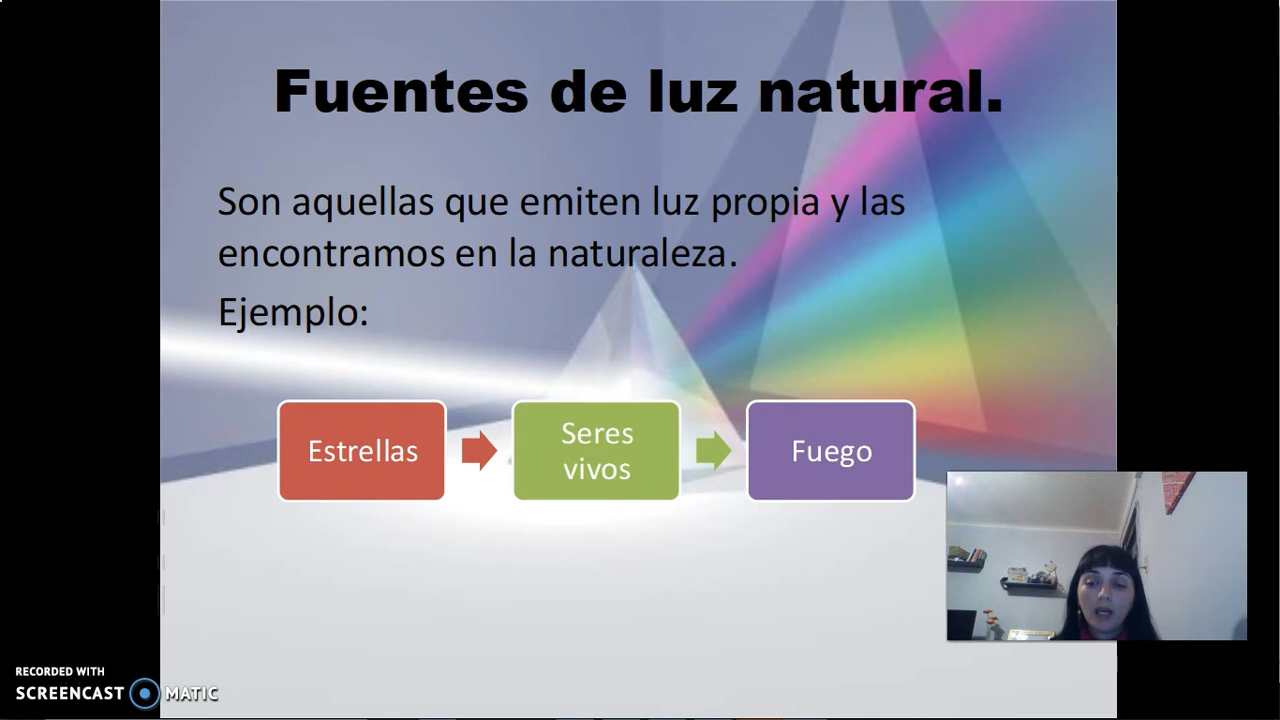 Fuentes de luz natural.
Son aquellas que emiten luz propia y las
encontramos en la naturaleza.
Ejemplo:
Estrellas
Seres
vivos
Fuego
RECORDED WITH
SCREENCAST MATIC